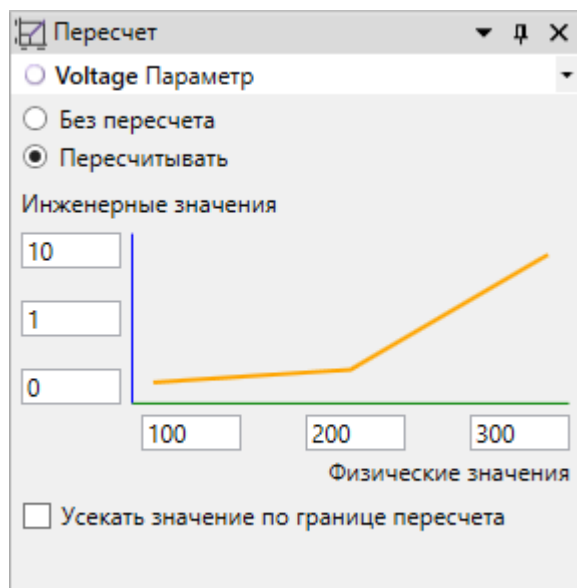 Пересчет
Voltage Параметр
Без пересчета
Пересчитывать
Инженерные значения
10
1
0
100 200 300
Физические значения
Усекать значение по границе пересчета